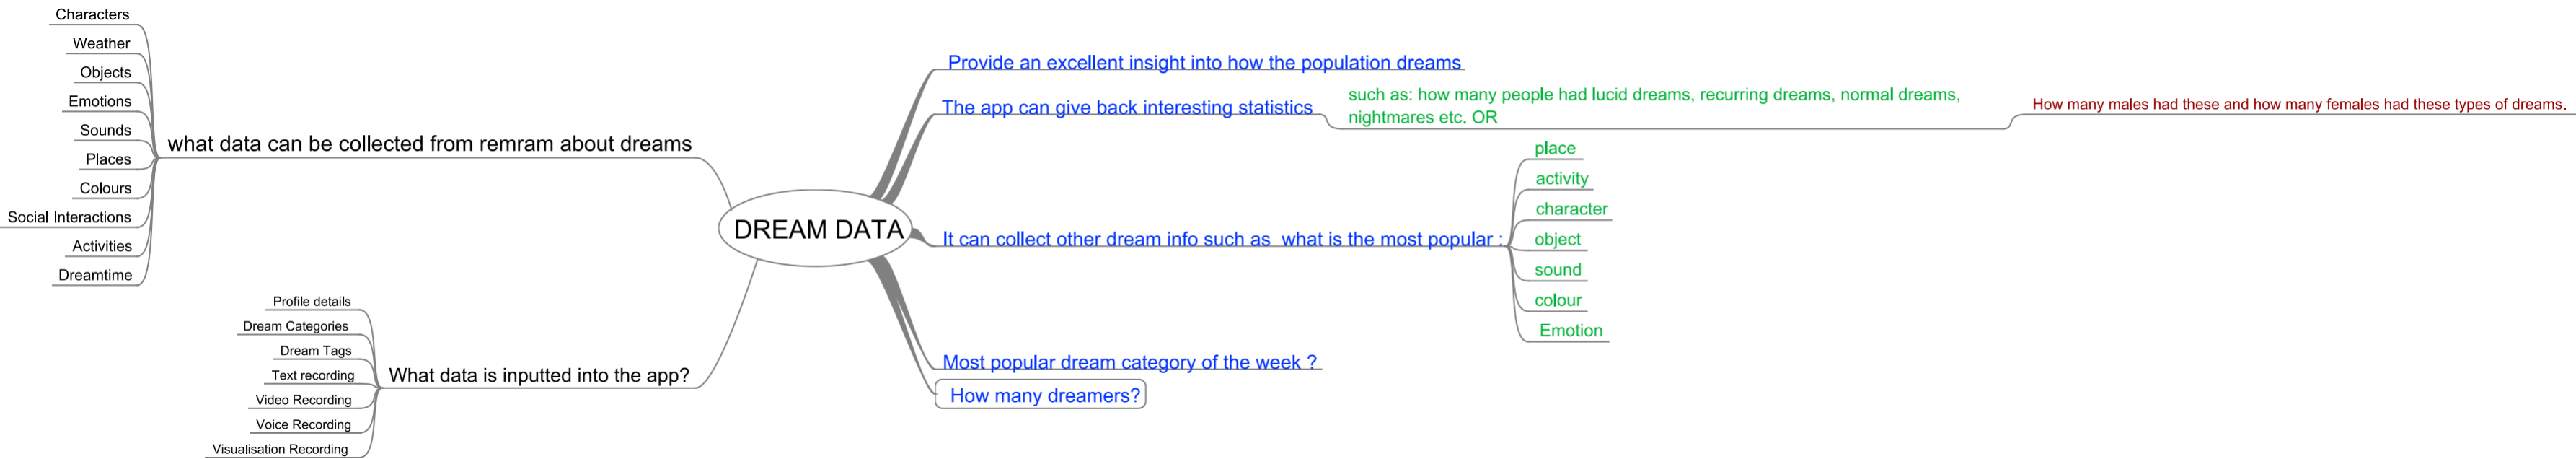 Characters
Weather
Objects
Emotions
Sounds
Places
Colours
Social Interactions
Activities
Dreamtime
what data can be collected from remram about dreams
Profile details
Dream Categories
Dream Tags
Text recording
Video Recording
Voice Recording
Visualisation Recording
What data is inputted into the app?
DREAM DATA
Provide an excellent insight into how the population dreams
The app can give back interesting statistics
such as: how many people had lucid dreams, recurring dreams, normal dreams,
nightmares etc. OR
How many males had these and how many females had these types of dreams.
It can collect other dream info such as  what is the most popular :
place
activity
character
object
sound
colour
Emotion
Most popular dream category of the week ?
How many dreamers?